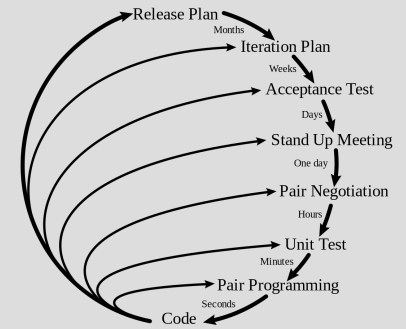 Release Plan
Months
Iteration Plan
Weeks
Acceptance Test
Days
Stand Up Meeting
One day
Pair Negotiation
Hours
Unit Test
Minutes
Pair Programming
Seconds
Code